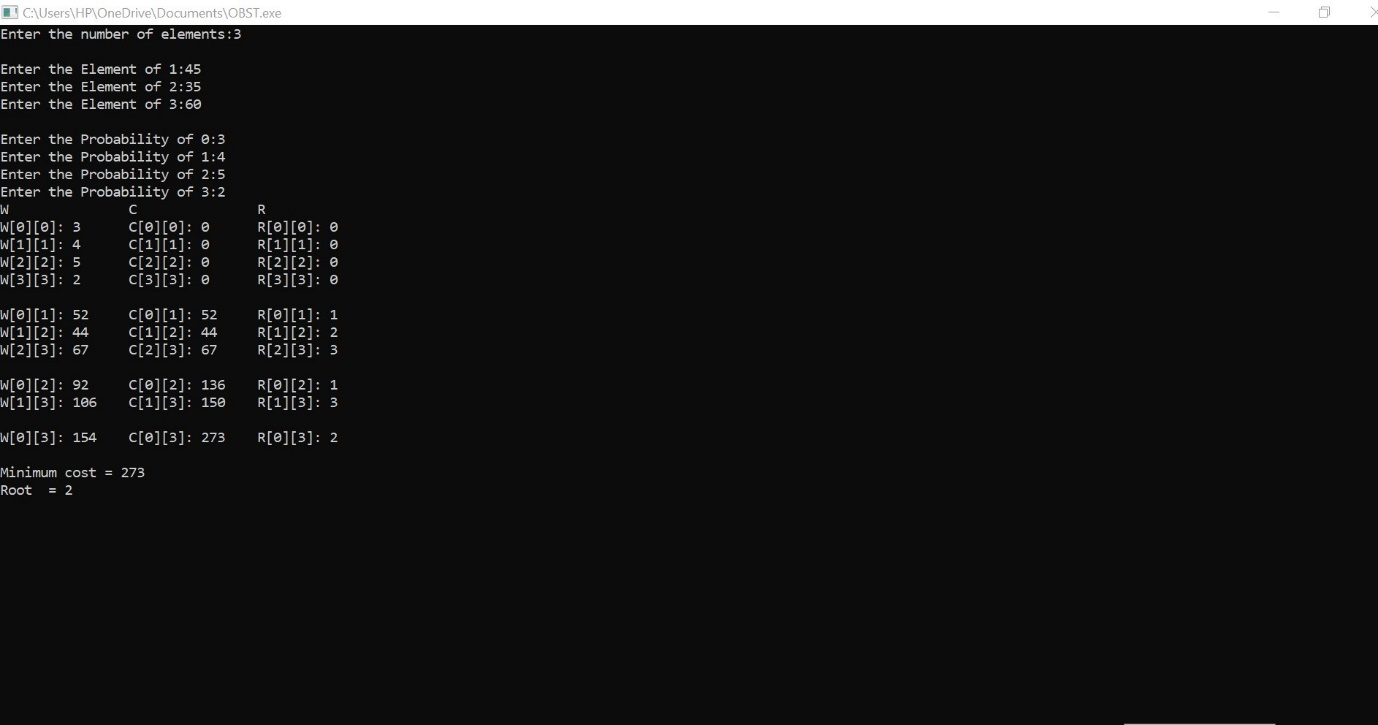 C:\Users\HP\OneDrive\Documents\OBST.exe
Enter the number of elements:3
Enter the Element of 1:45
Enter the Element of 2:35
Enter the Element of 3:60
Enter the Probability of 0:3
Enter the Probability of 1:4
Enter the Probability of 2:5
Enter the Probability of 3:2
W C R
W[0][0]: 3 C[0][0]: 0 R[0][0]: 0
W[1][1]: 4 C[1][1]: 0 R[1][1]: 0
W[2][2]: 5 C[2][2]: 0 R[2][2]: 0
W[3][3]: 2 C[3][3]: 0 R[3][3]: 0
W[0][1]: 52 C[0][1]: 52 R[0][1]: 1
W[1][2]: 44 C[1][2]: 44 R[1][2]: 2
W[2][3]: 67 C[2][3]: 67 R[2][3]: 3
W[0][2]: 92 C[0][2]: 136 R[0][2]: 1
W[1][3]: 106 C[1][3]: 150 R[1][3]: 3
W[0][3]: 154 C[0][3]: 273 R[0][3]: 2
Minimum cost = 273
Root  = 2